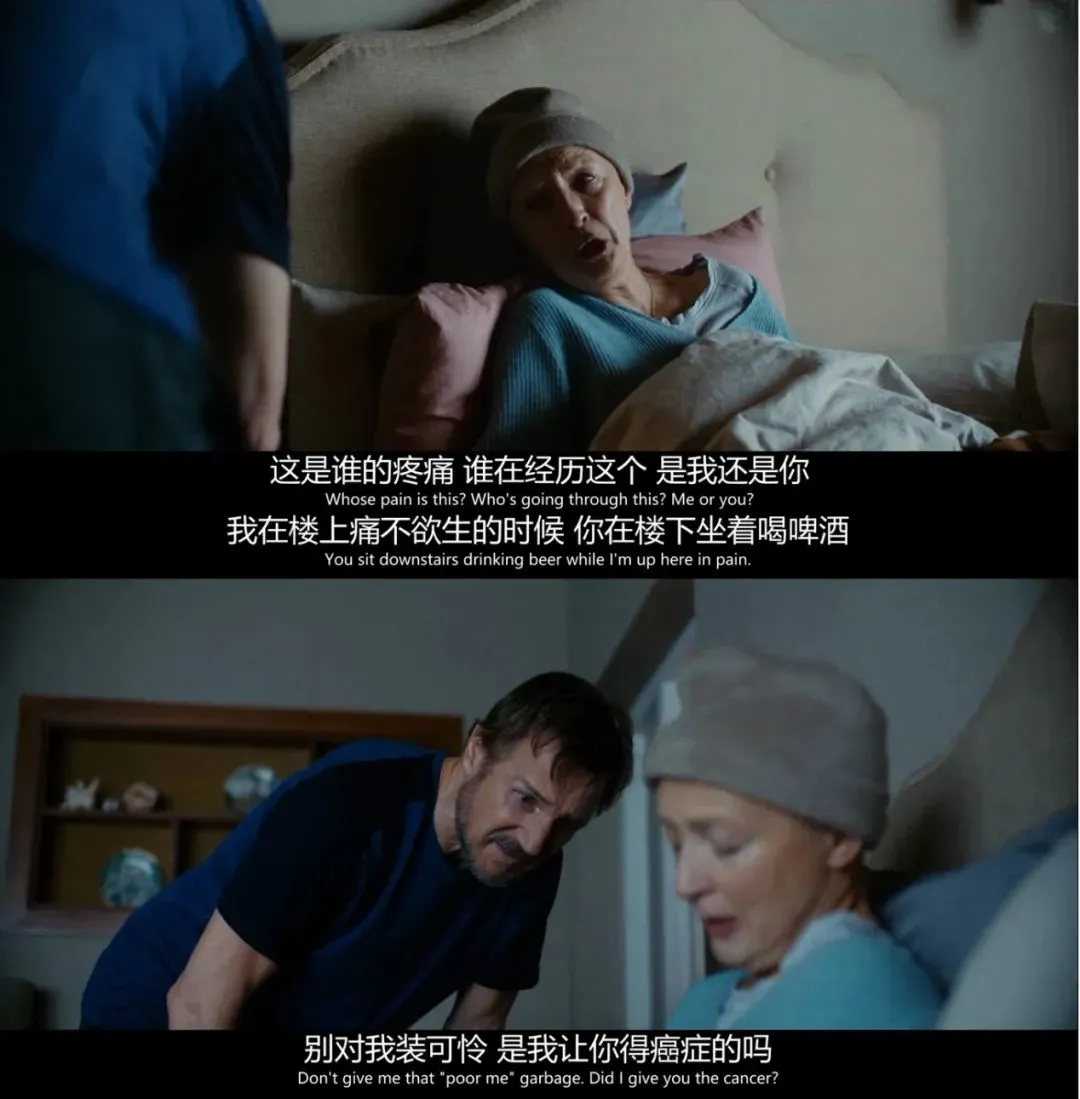 这是谁的疼痛 谁在经历这个 是我还是你
Whose pain is this? Who's going through this? Me or you?
我在楼上痛不欲生的时候 你在楼下坐着喝啤酒
You sit downstairs drinking beer while I'm up here in pain.
别对我装可怜 是我让你得癌症的吗
Don't give me that "poor me" garbage. Did I give you the cancer?